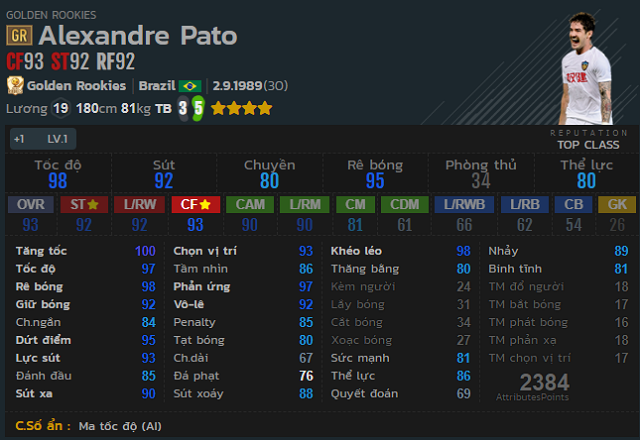 GOLDEN ROOKIES
GR Alexandre Pato
CF93 ST92 RF92
Golden Rookies Brazil 2.9.1989(30)
Lương 19 180cm 81kg TB 3 5
REPUTATION
TOP CLASS
+1 LV.1
Tốc độ Sút Chuyền Rê bóng Phòng thủ Thể lực
98 92 80 95 34 80
OVR ST L/RW CF CAM L/RM CM CDM L/RWB L/RB CB GK
93 92 92 93 90 90 81 61 66 62 54 26
Tăng tốc 100 Chọn vị trí 93 Khéo léo 98 Nhảy 89
Tốc độ 97 Tầm nhìn 86 Thăng bằng 80 Bình tĩnh 81
Rê bóng 98 Phản ứng 97 Kèm người 24 TM đổ người 18
Giữ bóng 92 Vô-lê 92 Lấy bóng 31 TM bắt bóng 17
Ch.ngắn 84 Penalty 85 Cắt bóng 34 TM phát bóng 16
Dứt điểm 95 Tạt bóng 80 Xoạc bóng 27 TM phản xạ 18
Lực sút 93 Ch.dài 67 Sức mạnh 81 TM chọn vị trí 17
Đánh đầu 85 Đá phạt 76 Thể lực 86 2384
Sút xa 90 Sút xoáy 88 Quyết đoán 69 AttributesPoints
C.Số ẩn : Ma tốc độ (AI)